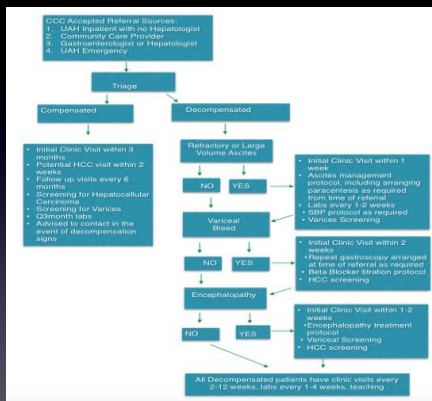 CCC Accepted Referral Sources:
1. UAH Inpatient with no Hepatologist
2. Community Care Provider
3. Gastroenterologist or Hepatologist
4. UAH Emergency
Triage
Compensated
Decompensated
• Initial Clinic Visit within 3
months
• Potential HCC visit within 2
weeks
• Follow up visits every 6
months
• Screening for Hepatocellular
Carcinoma
• Screening for Varices
• Q3month labs
• Advised to contact in the
event of decompensation
signs
Refractory or Large
Volume Ascites
NO
YES
• Initial Clinic Visit within 1
week
• Ascites management
protocol, including arranging
paracentesis as required
from time of referral
• Labs every 1-2 weeks
• SBP protocol as required
• Varices Screening
Variceal
Bleed
NO
YES
• Initial Clinic Visit within 2
weeks
• Repeat gastroscopy arranged
at time of referral as required
• Beta Blocker titration protocol
• HCC screening
Encephalopathy
NO
YES
• Initial Clinic Visit within 1-2
weeks
• Encephalopathy treatment
protocol
• Variceal Screening
• HCC screening
All Decompensated patients have clinic visits every
2-12 weeks, labs every 1-4 weeks, teaching